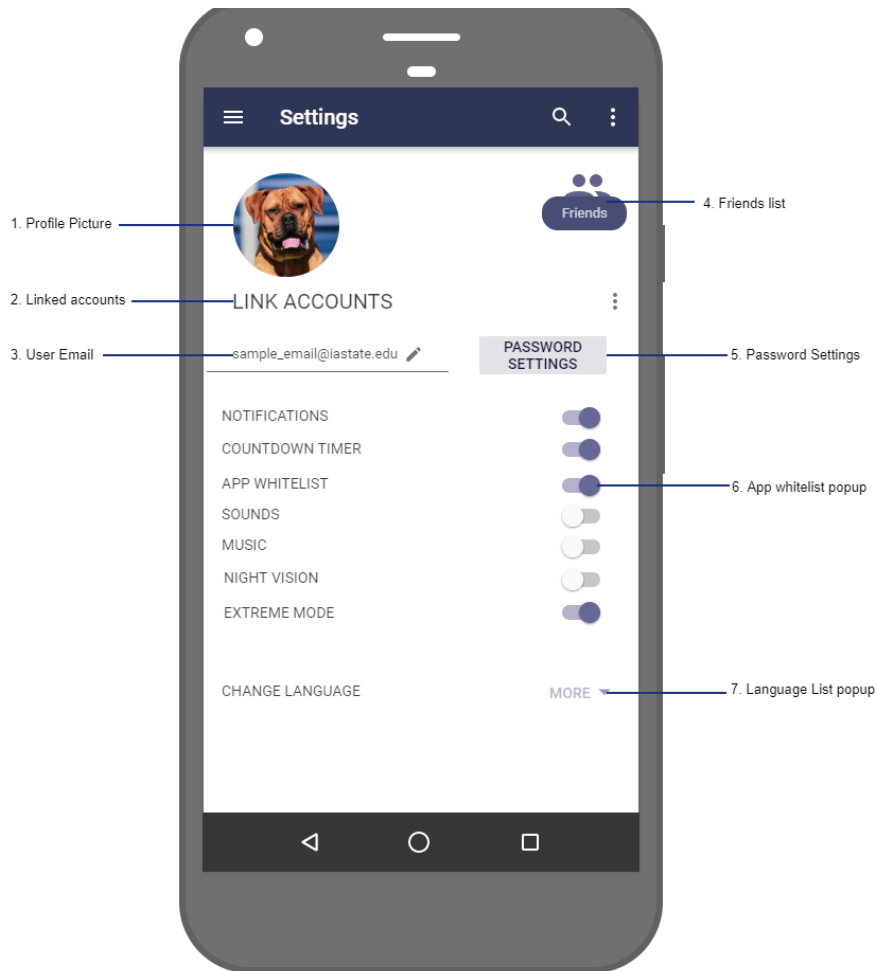 Settings
1. Profile Picture
4. Friends list
Friends
2. Linked accounts
LINK ACCOUNTS
3. User Email
sample_email@iastate.edu
PASSWORD
SETTINGS
5. Password Settings
NOTIFICATIONS
COUNTDOWN TIMER
APP WHITELIST
6. App whitelist popup
SOUNDS
MUSIC
NIGHT VISION
EXTREME MODE
CHANGE LANGUAGE
MORE
7. Language List popup